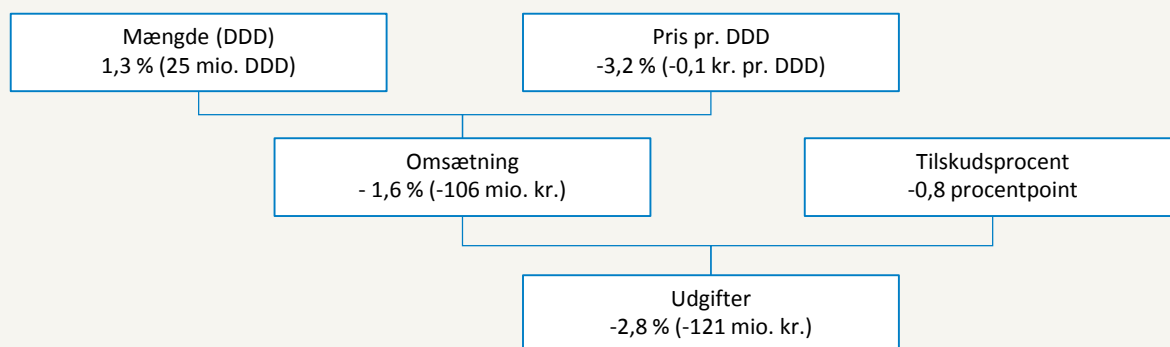 Mængde (DDD)
1,3 % (25 mio. DDD)
Pris pr. DDD
-3,2 % (-0,1 kr. pr. DDD)
Omsætning
- 1,6 % (-106 mio. kr.)
Tilskudsprocent
-0,8 procentpoint
Udgifter
-2,8 % (-121 mio. kr.)